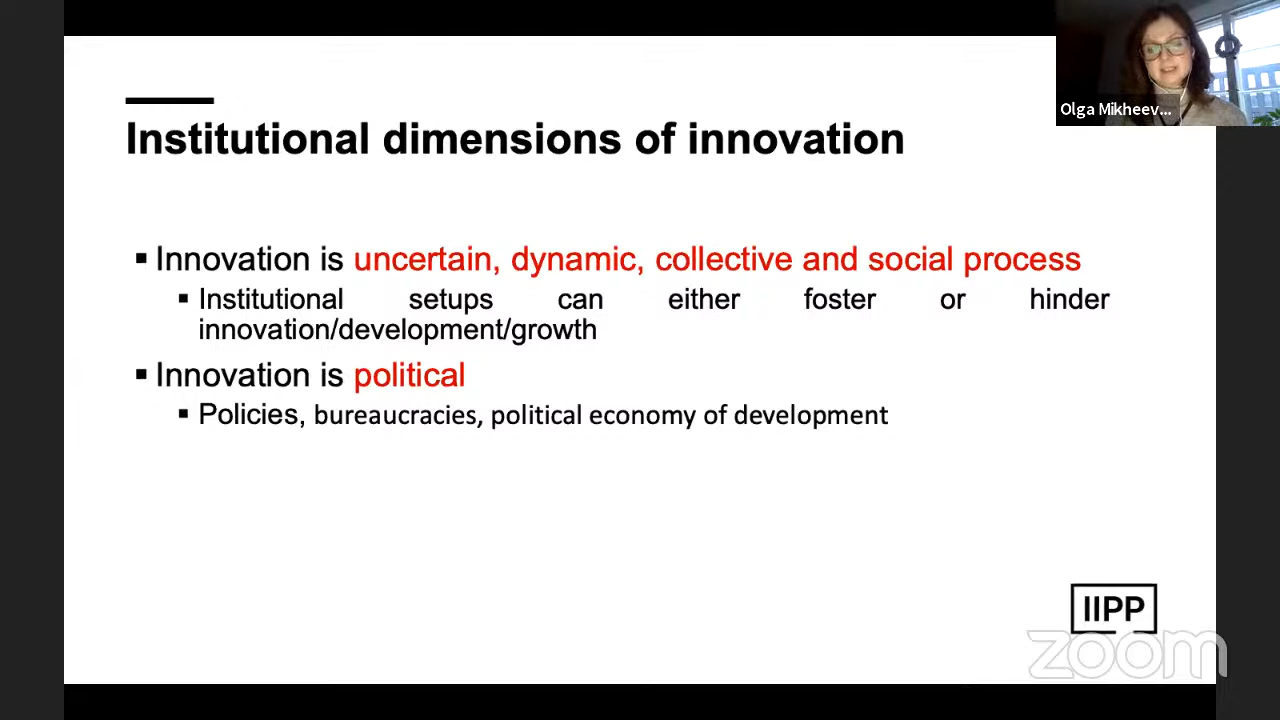 Olga Mikheev...
Institutional dimensions of innovation
▪ Innovation is uncertain, dynamic, collective and social process
▪ Institutional setups can either foster or hinder
innovation/development/growth
▪ Innovation is political
▪ Policies, bureaucracies, political economy of development
IIPP
zoom